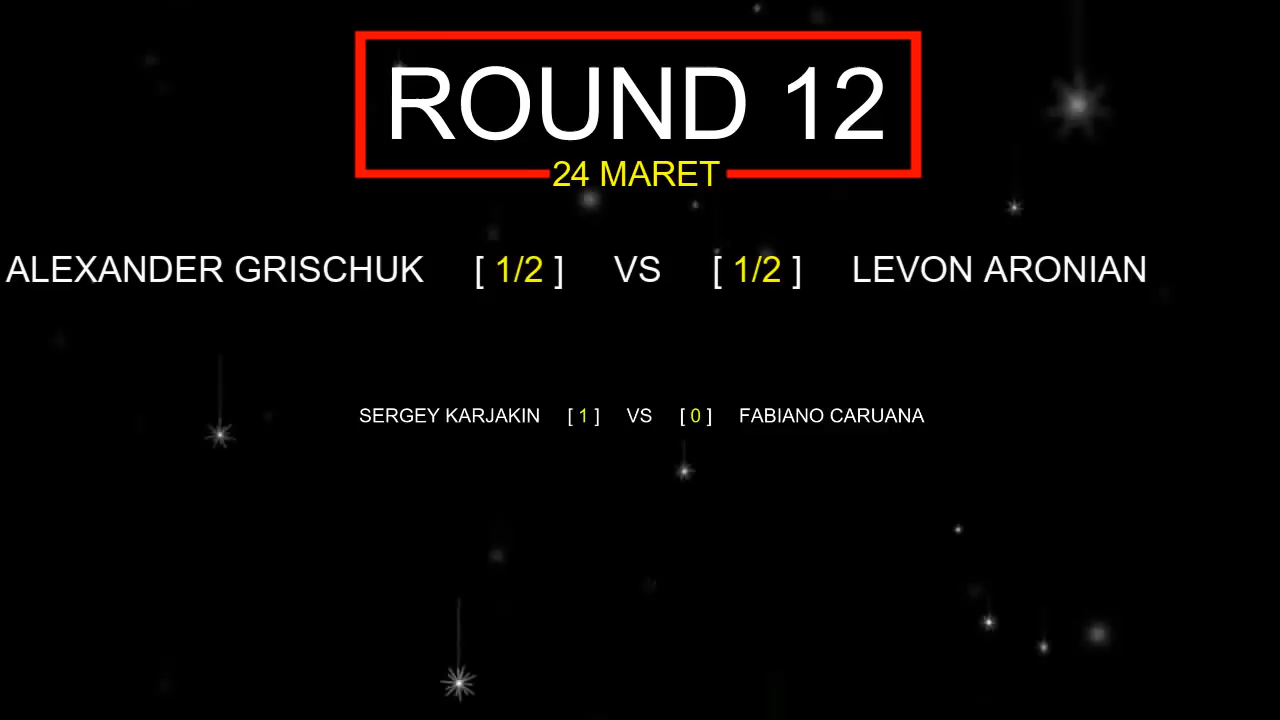 ROUND 12
24 MARET
ALEXANDER GRISCHUK [ 1/2 ] VS [ 1/2 ] LEVON ARONIAN
SERGEY KARJAKIN [ 1 ] VS [ 0 ] FABIANO CARUANA